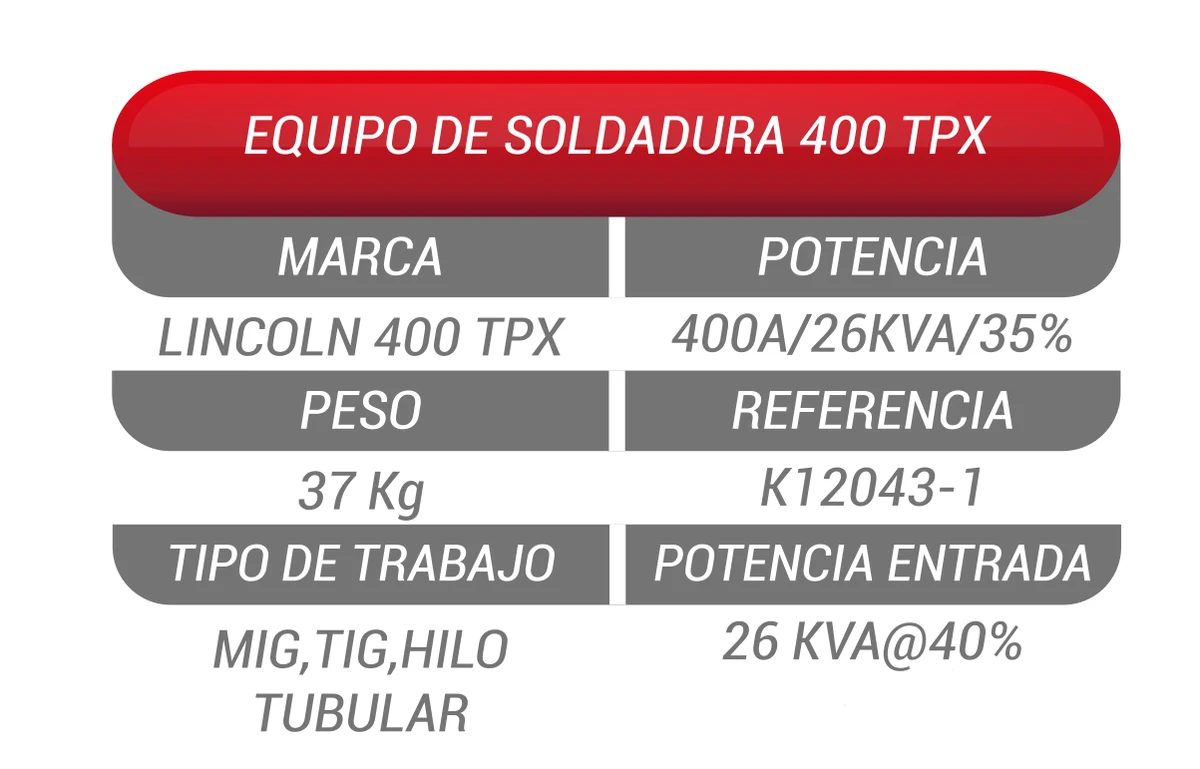 EQUIPO DE SOLDADURA 400 TPX
MARCA
POTENCIA
LINCOLN 400 TPX
400A/26KVA/35%
PESO
REFERENCIA
37 Kg
K12043-1
TIPO DE TRABAJO
POTENCIA ENTRADA
MIG,TIG,HILO
TUBULAR
26 KVA@40%